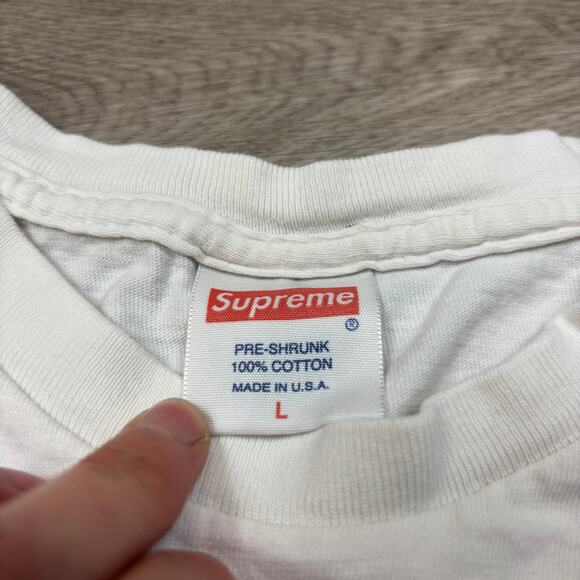 Supreme
®
PRE-SHRUNK
100% COTTON
MADE IN U.S.A.
L